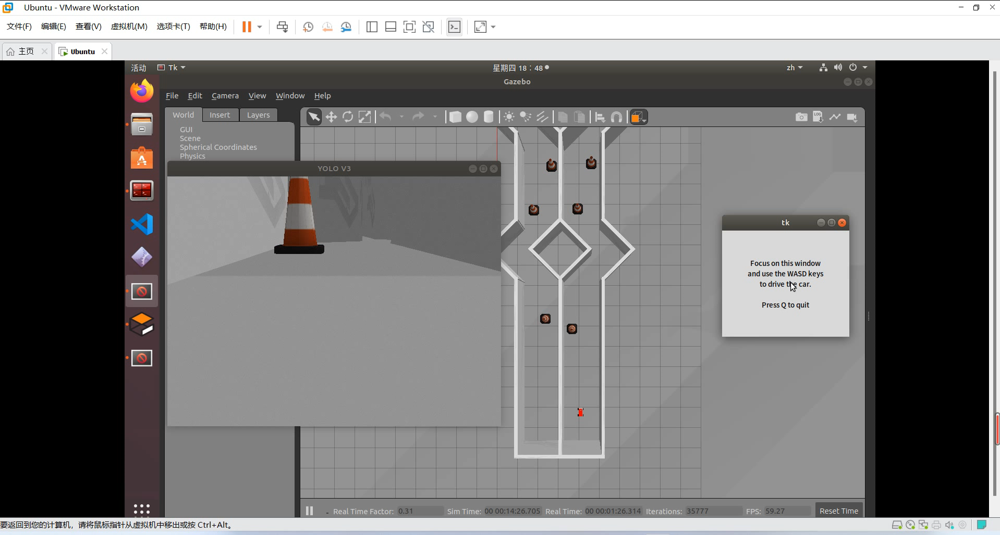 Ubuntu - VMware Workstation
文件(F) 编辑(E) 查看(V) 虚拟机(M) 选项卡(T) 帮助(H)
主页 Ubuntu
活动 Tk 星期四 18：48 zh
Gazebo
File Edit Camera View Window Help
World Insert Layers
LOG
GUI
Scene
Spherical Coordinates
Physics
YOLO V3
tk
Focus on this window
and use the WASD keys
to drive the car.
Press Q to quit
Real Time Factor: 0.31 Sim Time: 00 00:14:26.705 Real Time: 00 00:01:26.314 Iterations: 35777 FPS: 59.27 Reset Time
要返回到您的计算机，请将鼠标指针从虚拟机中移出或按 Ctrl+Alt。